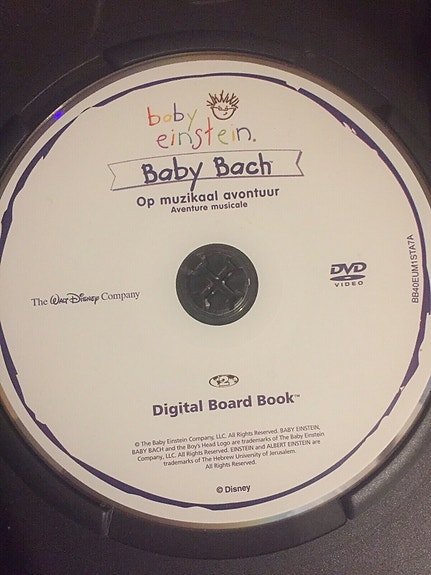 baby
einstein®
Baby Bach™
Op muzikaal avontuur
Aventure musicale
The Walt Disney Company
DVD
VIDEO
BB40EUM1STA7A
2
Digital Board Book™
© The Baby Einstein Company, LLC. All Rights Reserved. BABY EINSTEIN,
BABY BACH and the Boy's Head Logo are trademarks of The Baby Einstein
Company, LLC. All Rights Reserved. EINSTEIN and ALBERT EINSTEIN are
trademarks of The Hebrew University of Jerusalem.
All Rights Reserved.
© Disney